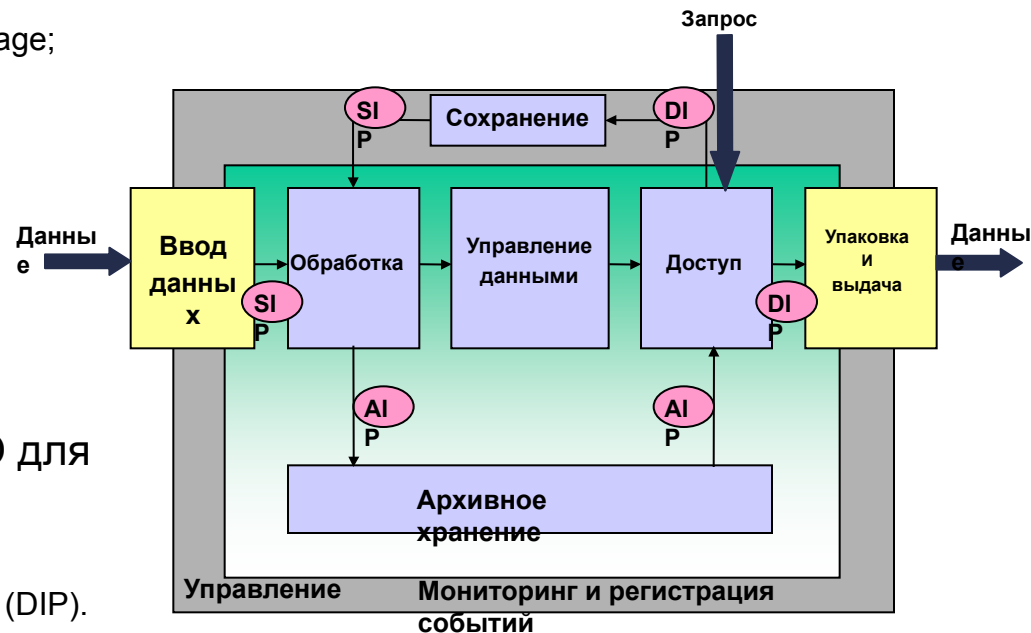 Запрос
age;
SI
P
Сохранение
DI
P
Данны
е
Ввод
данны
х
SI
P
Обработка
Управление
данными
Доступ
DI
P
Упаковка
и
выдача
Данны
е
AI
P
AI
P
для
Архивное
хранение
(DIP).
Управление
Мониторинг и регистрация
событий